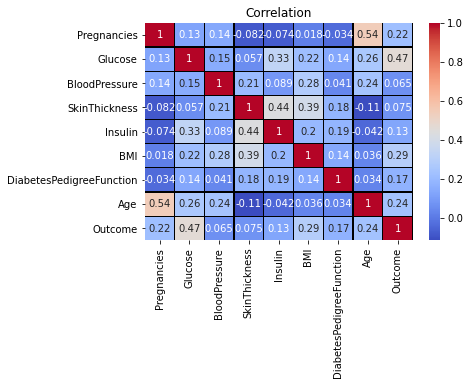 Correlation
Pregnancies 1 0.13 0.14 -0.082 -0.074 0.018 -0.034 0.54 0.22
Glucose 0.13 1 0.15 0.057 0.33 0.22 0.14 0.26 0.47
BloodPressure 0.14 0.15 1 0.21 0.089 0.28 0.041 0.24 0.065
SkinThickness -0.082 0.057 0.21 1 0.44 0.39 0.18 -0.11 0.075
Insulin -0.074 0.33 0.089 0.44 1 0.2 0.19 -0.042 0.13
BMI 0.018 0.22 0.28 0.39 0.2 1 0.14 0.036 0.29
DiabetesPedigreeFunction -0.034 0.14 0.041 0.18 0.19 0.14 1 0.034 0.17
Age 0.54 0.26 0.24 -0.11 -0.042 0.036 0.034 1 0.24
Outcome 0.22 0.47 0.065 0.075 0.13 0.29 0.17 0.24 1
Pregnancies
Glucose
BloodPressure
SkinThickness
Insulin
BMI
DiabetesPedigreeFunction
Age
Outcome
1.0
0.8
0.6
0.4
0.2
0.0